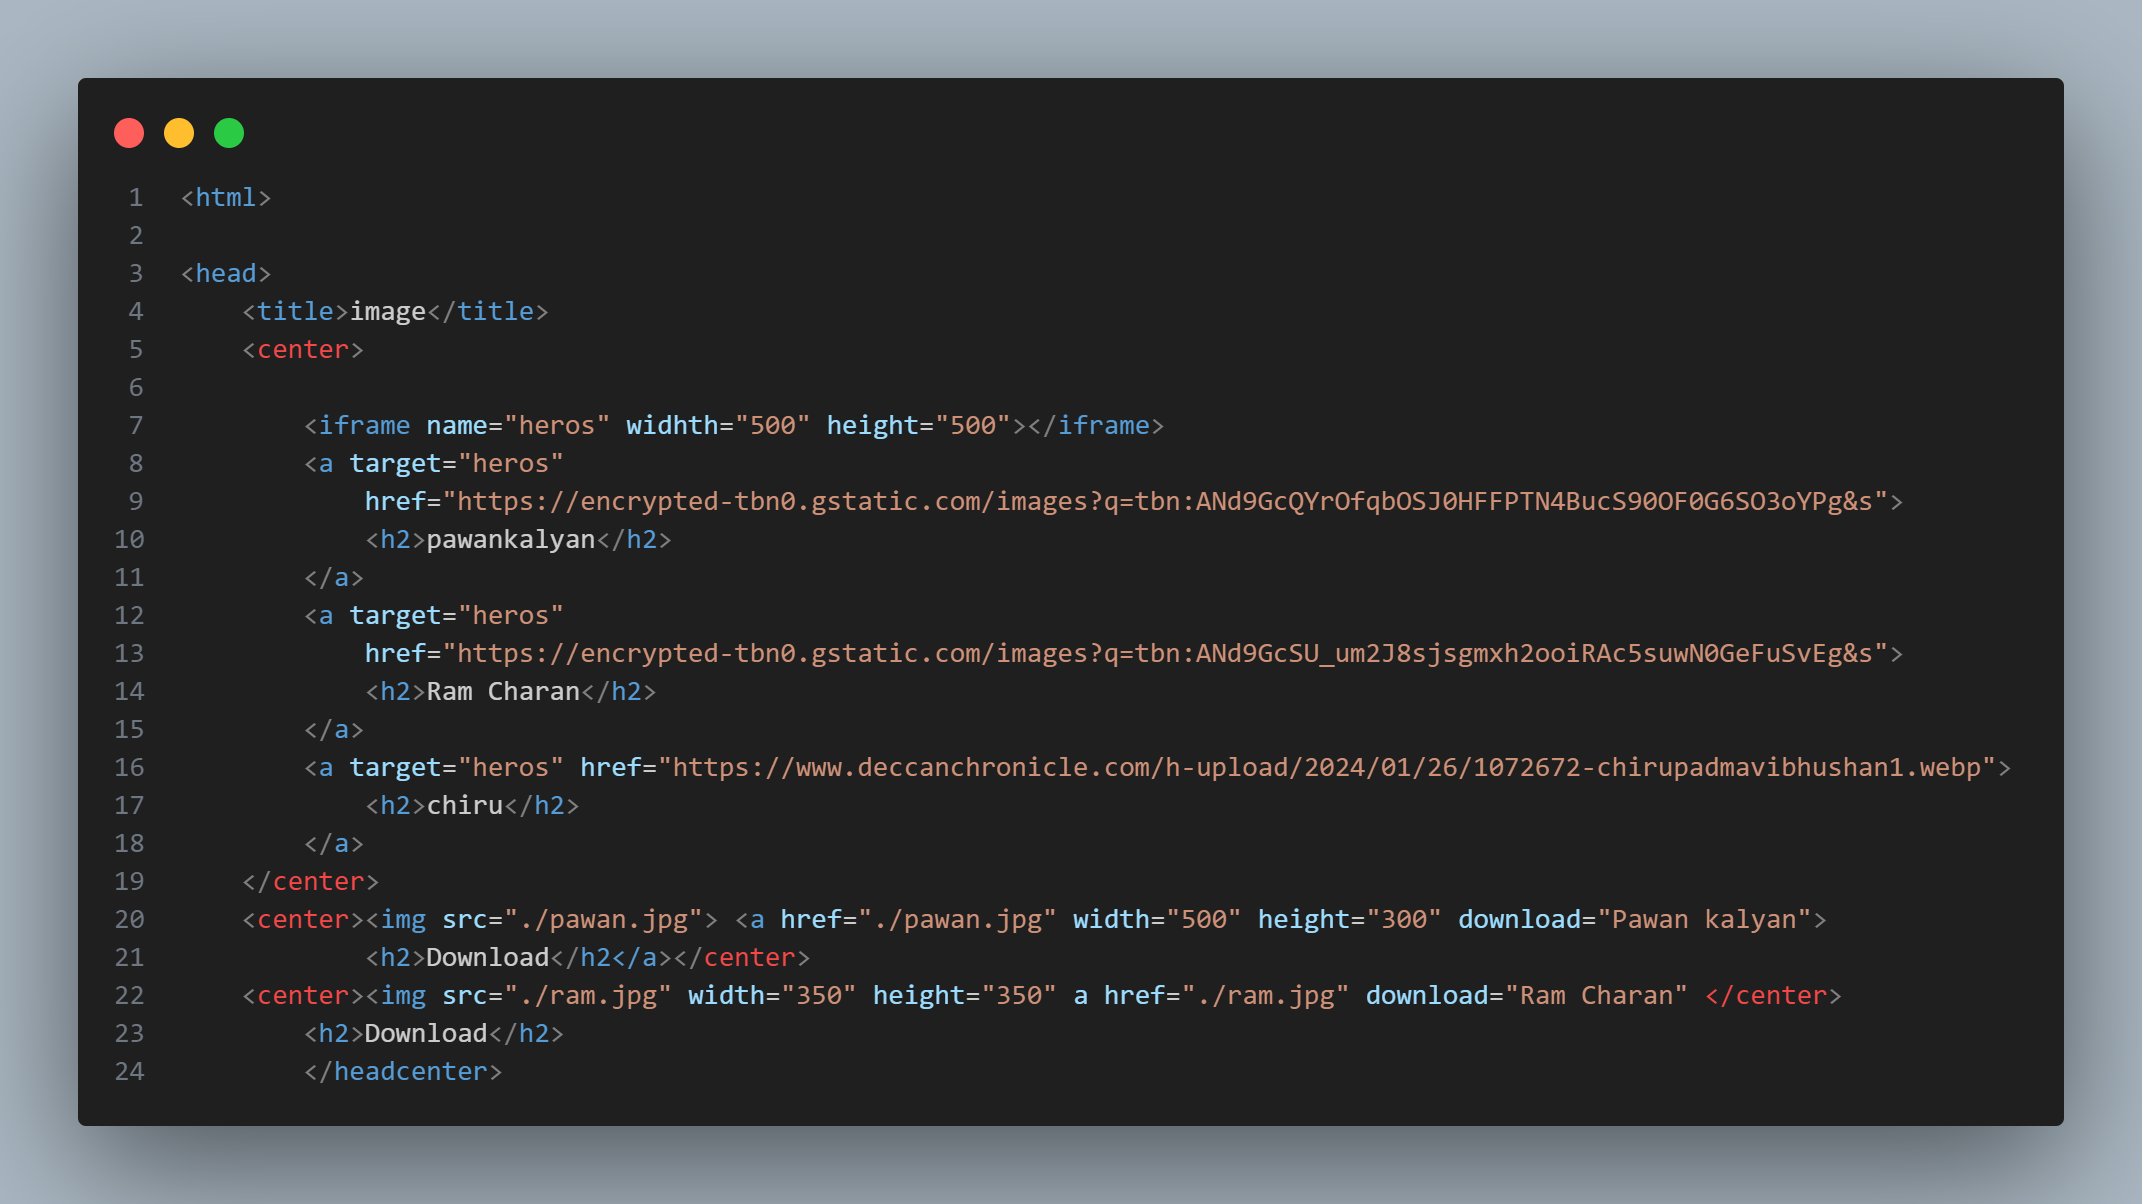 1 <html>
2
3 <head>
4     <title>image</title>
5     <center>
6
7         <iframe name="heros" widhth="500" height="500"></iframe>
8         <a target="heros"
9             href="https://encrypted-tbn0.gstatic.com/images?q=tbn:ANd9GcQYrOfqbOSJ0HFFPTN4BucS90OF0G6SO3oYPg&s">
10             <h2>pawankalyan</h2>
11         </a>
12         <a target="heros"
13             href="https://encrypted-tbn0.gstatic.com/images?q=tbn:ANd9GcSU_um2J8sjsgmxh2ooiRAc5suwN0GeFuSvEg&s">
14             <h2>Ram Charan</h2>
15         </a>
16         <a target="heros" href="https://www.deccanchronicle.com/h-upload/2024/01/26/1072672-chirupadmavibhushan1.webp">
17             <h2>chiru</h2>
18         </a>
19     </center>
20     <center><img src="./pawan.jpg"> <a href="./pawan.jpg" width="500" height="300" download="Pawan kalyan">
21             <h2>Download</h2></a></center>
22     <center><img src="./ram.jpg" width="350" height="350" a href="./ram.jpg" download="Ram Charan" </center>
23         <h2>Download</h2>
24         </headcenter>